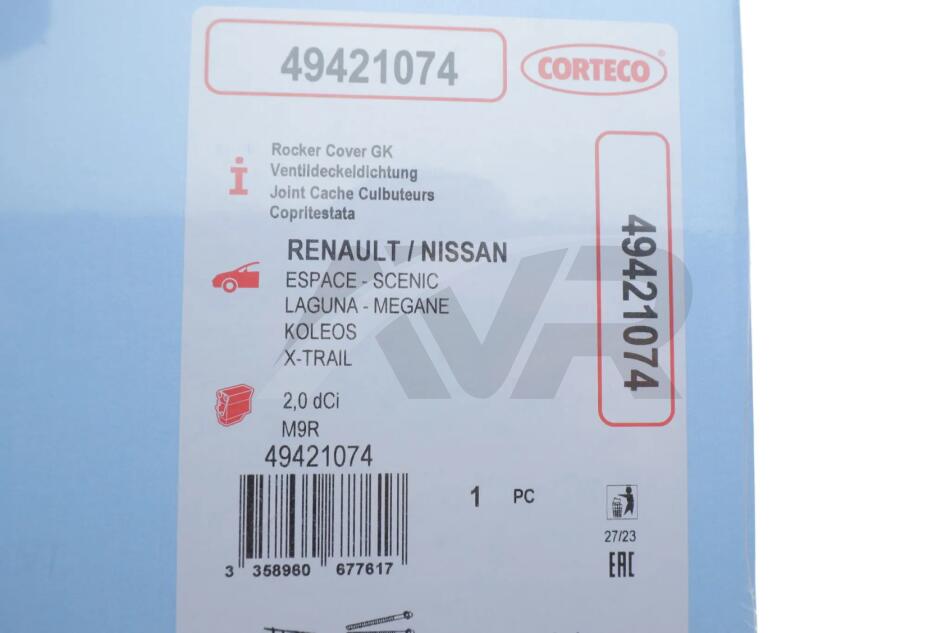 49421074
CORTECO®
i
Rocker Cover GK
Ventildeckeldichtung
Joint Cache Culbuteurs
Copritestata
49421074
RENAULT / NISSAN
ESPACE - SCENIC
LAGUNA - MEGANE
KOLEOS
X-TRAIL
AVR
2,0 dCi
M9R
49421074
1 PC
27/23
EAC
3 358960 677617